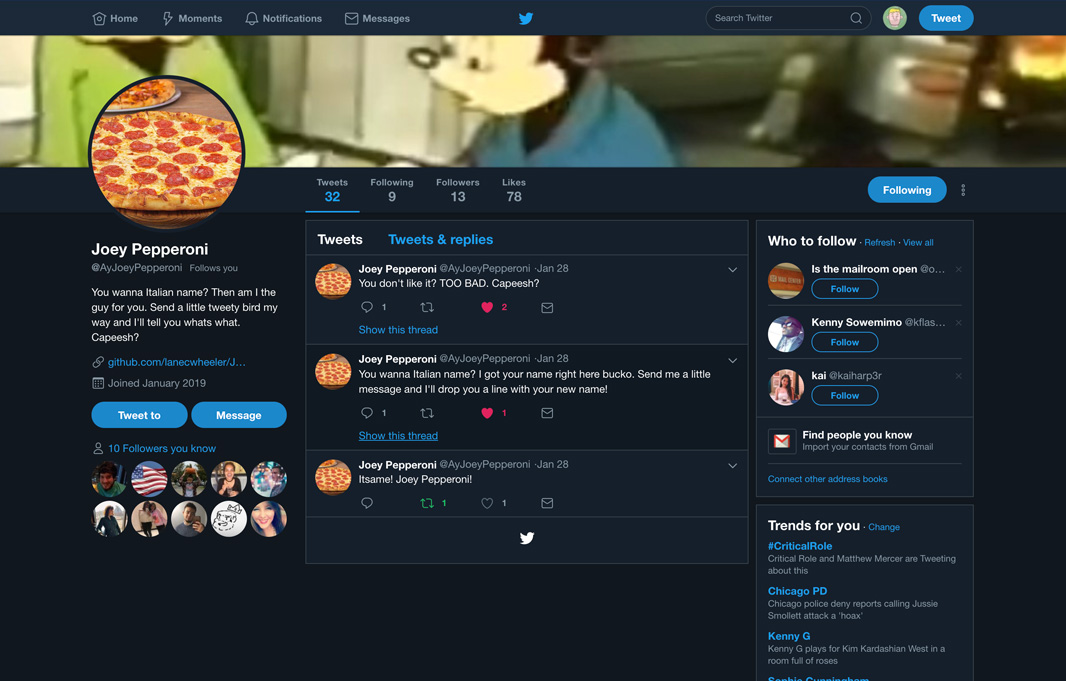 Home
Moments
Notifications
Messages
Search Twitter
Tweet
Tweets
32
Following
9
Followers
13
Likes
78
Following
Joey Pepperoni
@AyJoeyPepperoni Follows you
You wanna Italian name? Then am I the
guy for you. Send a little tweety bird my
way and I'll tell you whats what.
Capeesh?
github.com/lanecwheeler/J…
Joined January 2019
Tweet to
Message
10 Followers you know
Tweets
Tweets & replies
Joey Pepperoni @AyJoeyPepperoni · Jan 28
You don't like it? TOO BAD. Capeesh?
1
2
Show this thread
Joey Pepperoni @AyJoeyPepperoni · Jan 28
You wanna Italian name? I got your name right here bucko. Send me a little
message and I'll drop you a line with your new name!
1
1
Show this thread
Joey Pepperoni @AyJoeyPepperoni · Jan 28
Itsame! Joey Pepperoni!
1
1
Who to follow · Refresh · View all
Is the mailroom open @o…
Follow
Kenny Sowemimo @kflas…
Follow
kai @kaiharp3r
Follow
Find people you know
Import your contacts from Gmail
Connect other address books
Trends for you · Change
#CriticalRole
Critical Role and Matthew Mercer are Tweeting
about this
Chicago PD
Chicago police deny reports calling Jussie
Smollett attack a 'hoax'
Kenny G
Kenny G plays for Kim Kardashian West in a
room full of roses
Sophie Cunningham